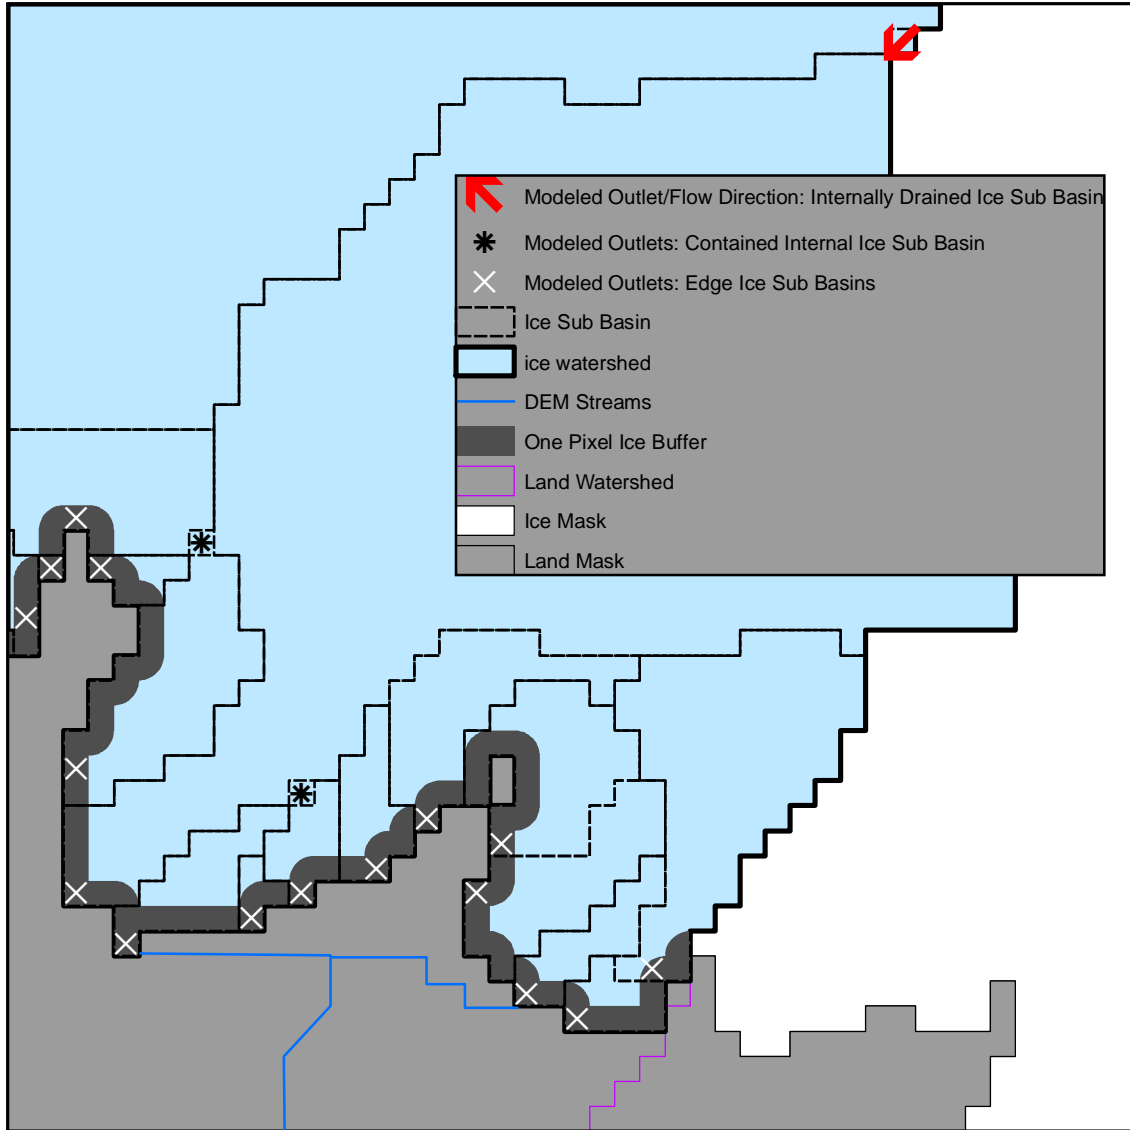 Modeled Outlet/Flow Direction: Internally Drained Ice Sub Basin
Modeled Outlets: Contained Internal Ice Sub Basin
Modeled Outlets: Edge Ice Sub Basins
Ice Sub Basin
ice watershed
DEM Streams
One Pixel Ice Buffer
Land Watershed
Ice Mask
Land Mask